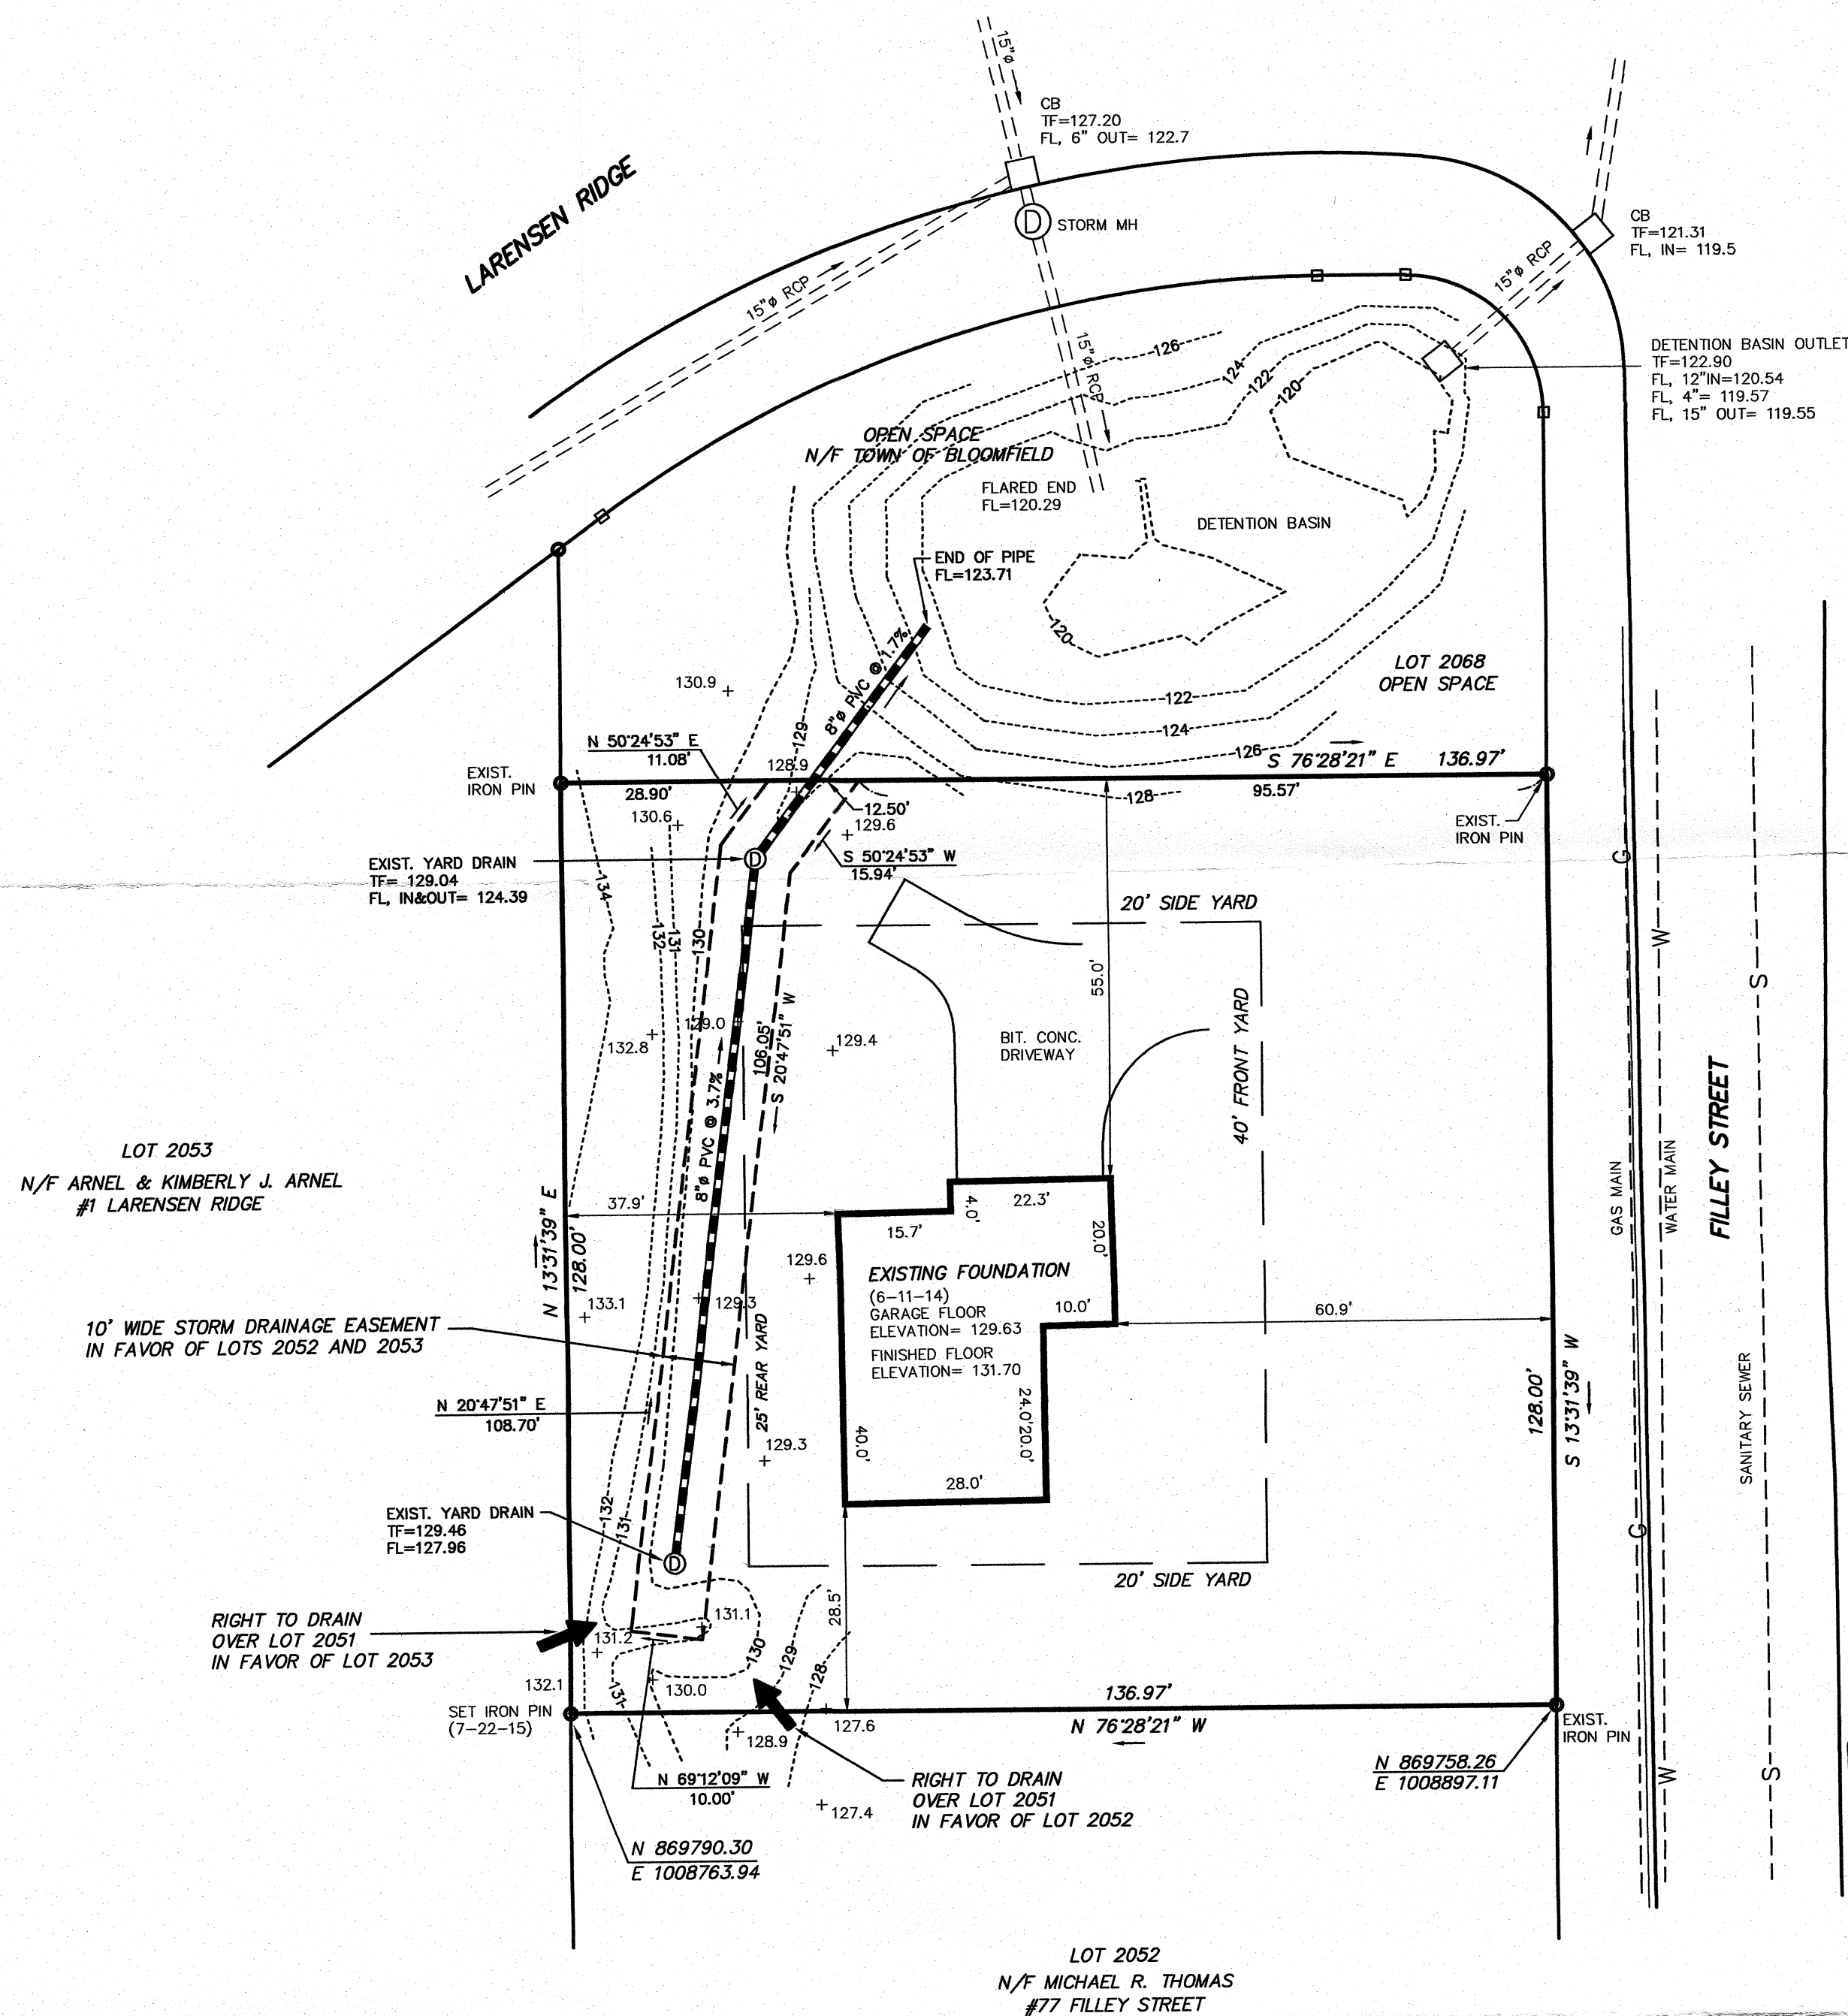 15"ø
CB
TF=127.20
FL, 6" OUT= 122.7
LARENSEN RIDGE
D
STORM MH
CB
TF=121.31
FL, IN= 119.5
15"ø RCP
15"ø RCP
15"ø RCP
126
124
122
120
DETENTION BASIN OUTLET
TF=122.90
FL, 12"IN=120.54
FL, 4"= 119.57
FL, 15" OUT= 119.55
OPEN SPACE
N/F TOWN OF BLOOMFIELD
FLARED END
FL=120.29
DETENTION BASIN
END OF PIPE
FL=123.71
120
8"ø PVC @ 1.7%
LOT 2068
OPEN SPACE
130.9
122
124
126
129
N 50°24'53" E
11.08'
128.9
S 76°28'21" E 136.97'
EXIST.
IRON PIN
28.90'
12.50'
128
95.57'
130.6
129.6
EXIST.
IRON PIN
EXIST. YARD DRAIN
TF= 129.04
FL, IN&OUT= 124.39
D
S 50°24'53" W
15.94'
134
132
131
130
20' SIDE YARD
55.0'
40' FRONT YARD
132.8
129.0
129.4
106.05'
S 20°47'51" W
8"ø PVC @ 3.7%
BIT. CONC.
DRIVEWAY
G
W
S
GAS MAIN
WATER MAIN
FILLEY STREET
SANITARY SEWER
LOT 2053
N/F ARNEL & KIMBERLY J. ARNEL
#1 LARENSEN RIDGE
N 13°31'39" E
128.00'
37.9'
15.7'
4.0'
22.3'
20.0'
129.6
EXISTING FOUNDATION
(6-11-14)
GARAGE FLOOR
ELEVATION= 129.63
FINISHED FLOOR
ELEVATION= 131.70
10.0'
60.9'
133.1
129.3
10' WIDE STORM DRAINAGE EASEMENT
IN FAVOR OF LOTS 2052 AND 2053
25' REAR YARD
N 20°47'51" E
108.70'
129.3
40.0'
24.0'20.0'
28.0'
128.00'
S 13°31'39" W
132
131
EXIST. YARD DRAIN
TF=129.46
FL=127.96
D
G
20' SIDE YARD
28.5'
RIGHT TO DRAIN
OVER LOT 2051
IN FAVOR OF LOT 2053
131.1
131.2
130
129
128
132.1
131
130.0
SET IRON PIN
(7-22-15)
136.97'
N 76°28'21" W
127.6
128.9
EXIST.
IRON PIN
N 69°12'09" W
10.00'
RIGHT TO DRAIN
OVER LOT 2051
IN FAVOR OF LOT 2052
127.4
N 869758.26
E 1008897.11
W
S
N 869790.30
E 1008763.94
LOT 2052
N/F MICHAEL R. THOMAS
#77 FILLEY STREET